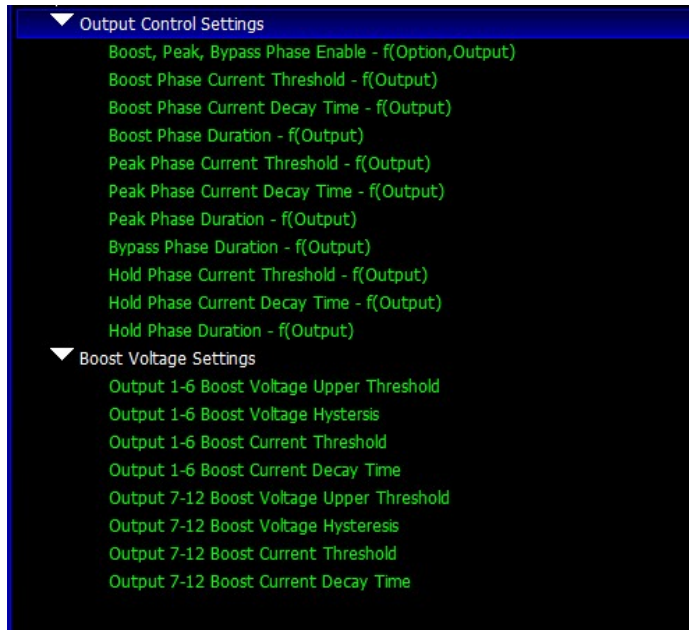 Output Control Settings
Boost, Peak, Bypass Phase Enable - f(Option,Output)
Boost Phase Current Threshold - f(Output)
Boost Phase Current Decay Time - f(Output)
Boost Phase Duration - f(Output)
Peak Phase Current Threshold - f(Output)
Peak Phase Current Decay Time - f(Output)
Peak Phase Duration - f(Output)
Bypass Phase Duration - f(Output)
Hold Phase Current Threshold - f(Output)
Hold Phase Current Decay Time - f(Output)
Hold Phase Duration - f(Output)
Boost Voltage Settings
Output 1-6 Boost Voltage Upper Threshold
Output 1-6 Boost Voltage Hystersis
Output 1-6 Boost Current Threshold
Output 1-6 Boost Current Decay Time
Output 7-12 Boost Voltage Upper Threshold
Output 7-12 Boost Voltage Hysteresis
Output 7-12 Boost Current Threshold
Output 7-12 Boost Current Decay Time